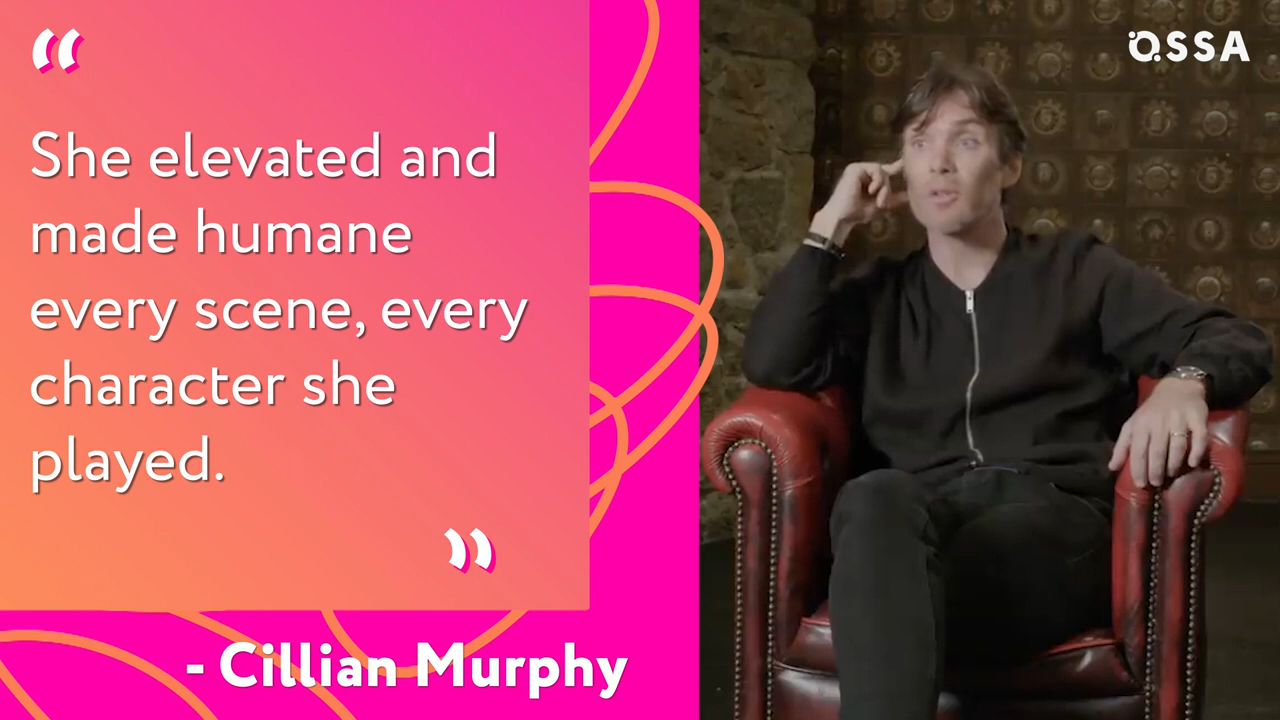 OSSA
“
She elevated and
made humane
every scene, every
character she
played.
”
- Cillian Murphy